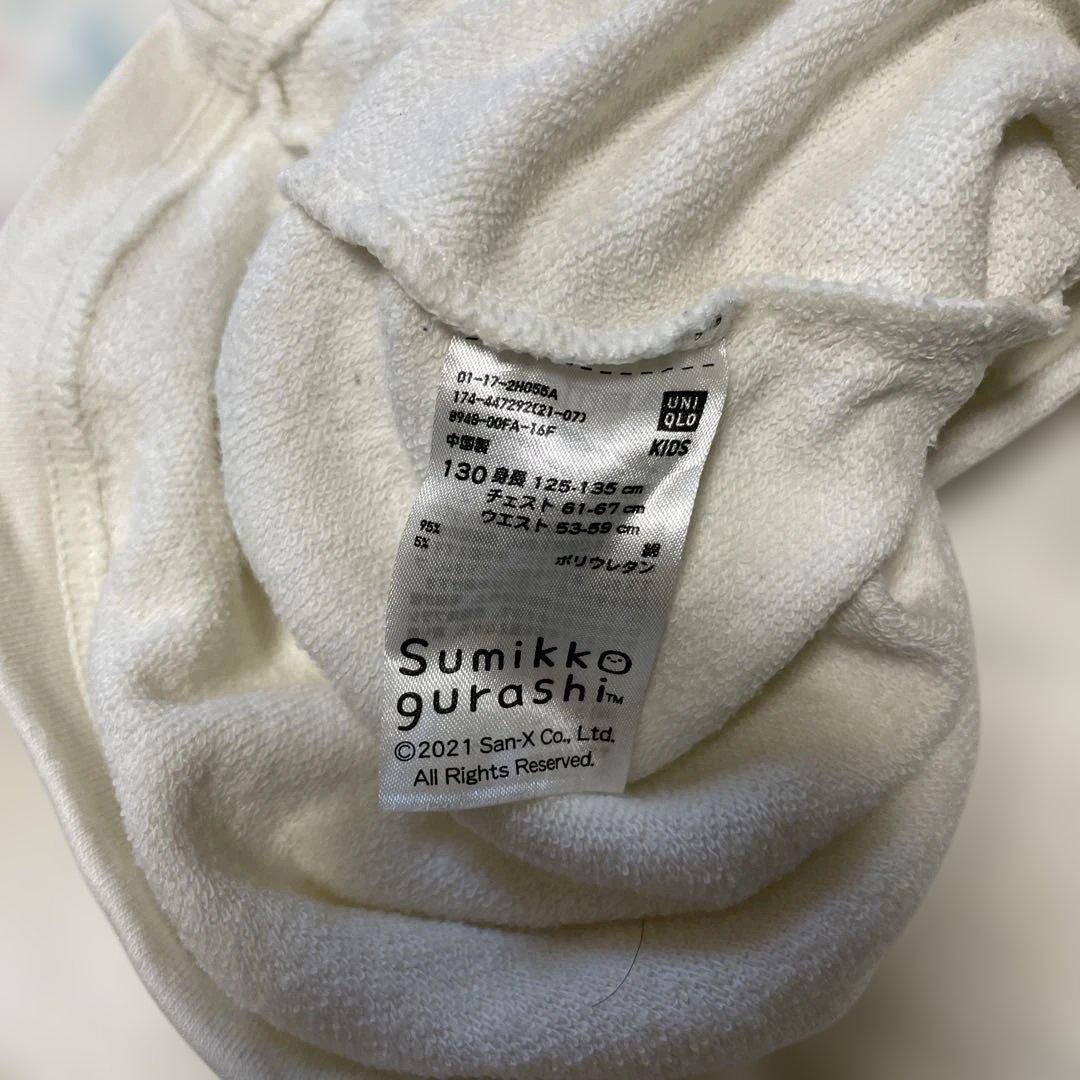 01-17-2H055A
174-447292(21-07)
8948-00FA-16F
UNI
QLO
KIDS
中国製
130 身長 125-135 cm
チェスト 61-67 cm
ウエスト 53-59 cm
95% 綿
5% ポリウレタン
Sumikko
gurashi™
©2021 San-X Co., Ltd.
All Rights Reserved.